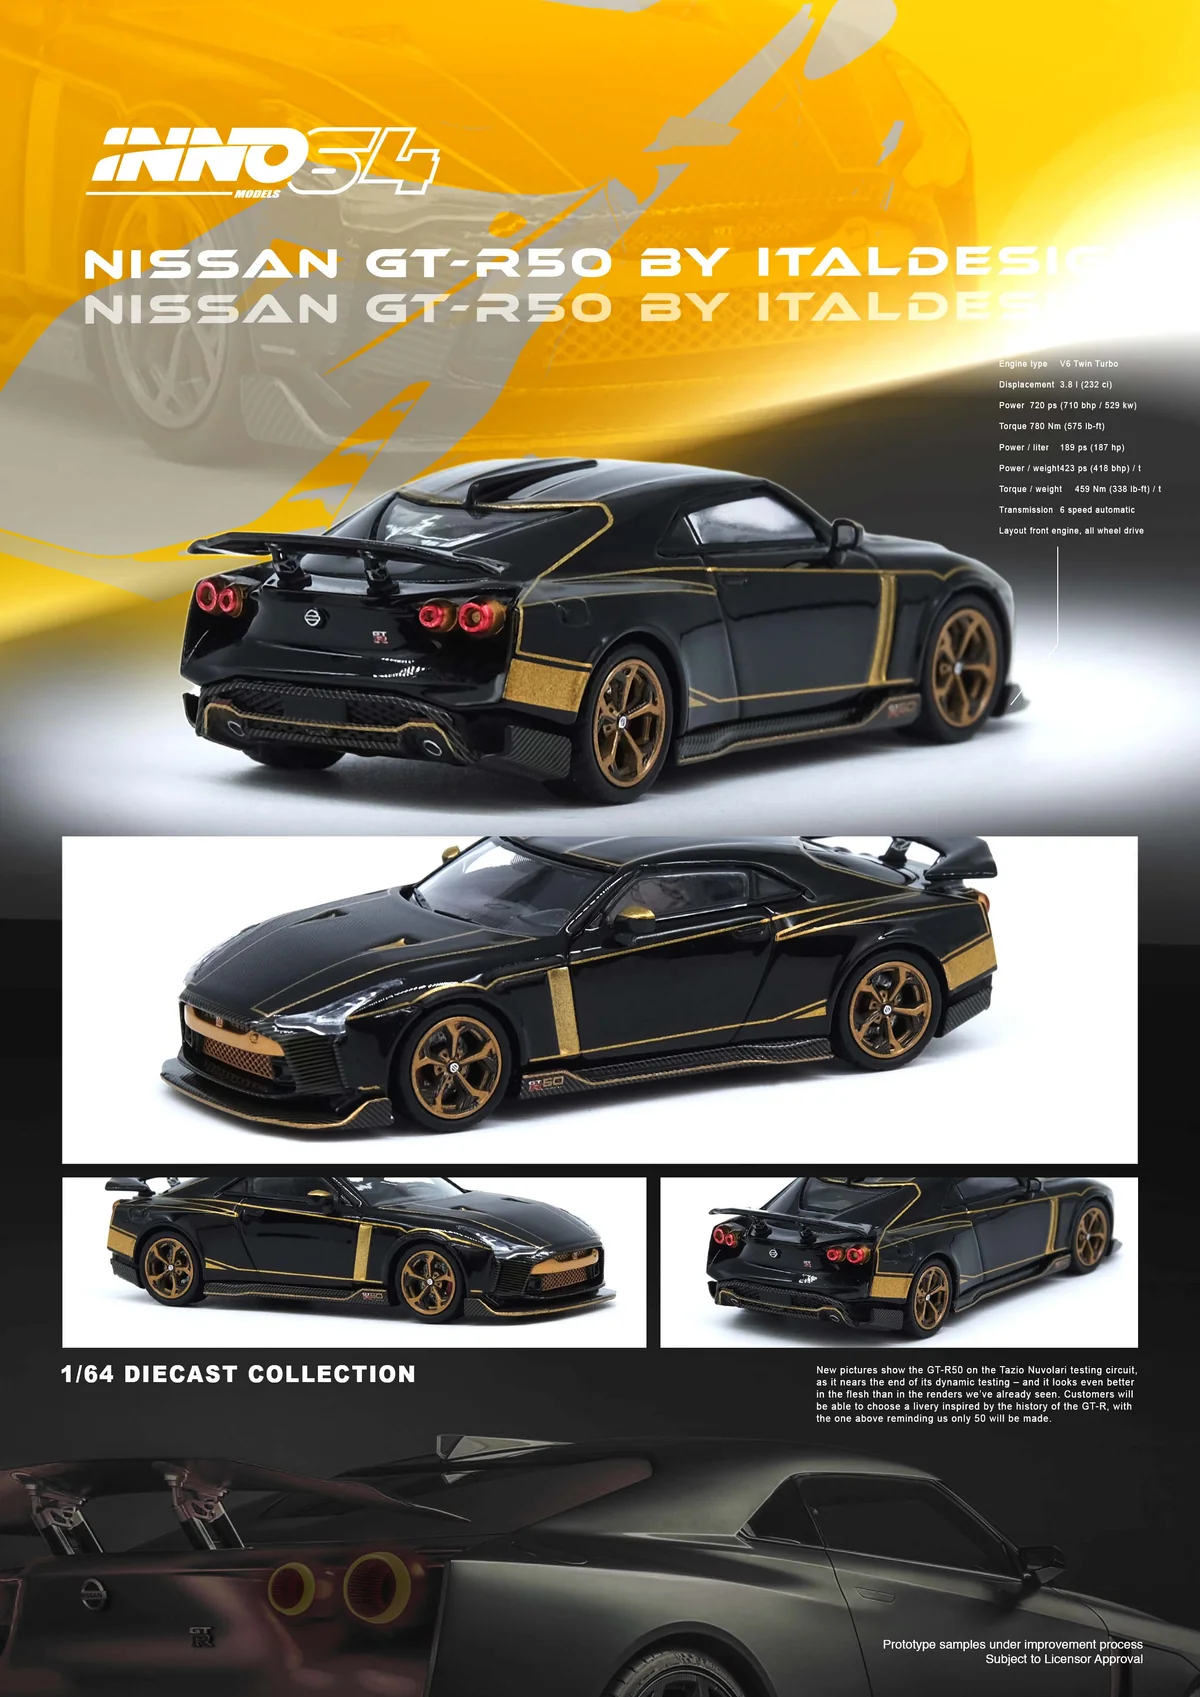 INNO64
MODELS
NISSAN GT-R50 BY ITALDESIG
NISSAN GT-R50 BY ITALDES
Engine type V6 Twin Turbo
Displacement 3.8 l (232 ci)
Power 720 ps (710 bhp / 529 kw)
Torque 780 Nm (575 lb-ft)
Power / liter 189 ps (187 hp)
Power / weight423 ps (418 bhp) / t
Torque / weight 459 Nm (338 lb-ft) / t
Transmission 6 speed automatic
Layout front engine, all wheel drive
GT R
GT R50
1/64 DIECAST COLLECTION
New pictures show the GT-R50 on the Tazio Nuvolari testing circuit,
as it nears the end of its dynamic testing – and it looks even better
in the flesh than in the renders we've already seen. Customers will
be able to choose a livery inspired by the history of the GT-R, with
the one above reminding us only 50 will be made.
NISSAN
GT R
Prototype samples under improvement process
Subject to Licensor Approval